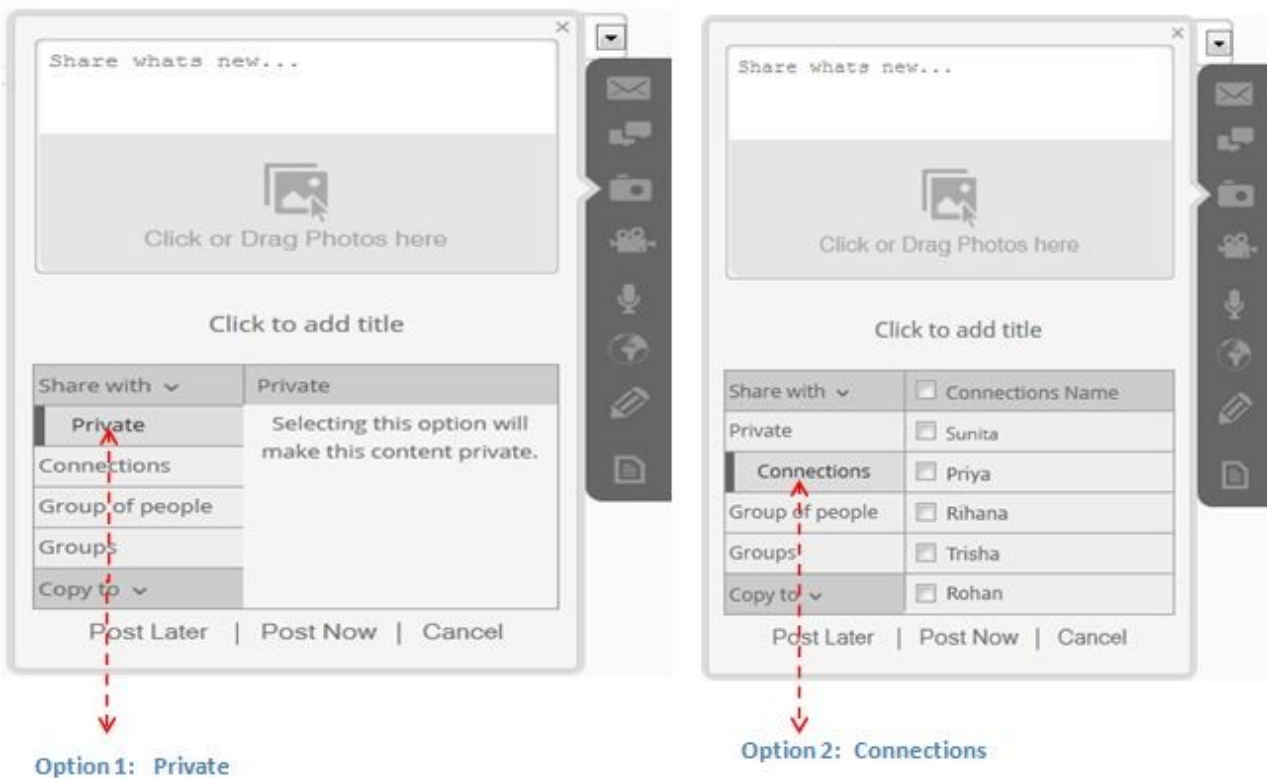 Share whats new...
Click or Drag Photos here
Click to add title
Share with
Private
Private
Selecting this option will
make this content private.
Connections
Group of people
Groups
Copy to
Post Later | Post Now | Cancel
Option 1: Private
Share whats new...
Click or Drag Photos here
Click to add title
Share with
Connections Name
Private
Sunita
Connections
Priya
Group of people
Rihana
Groups
Trisha
Copy to
Rohan
Post Later | Post Now | Cancel
Option 2: Connections